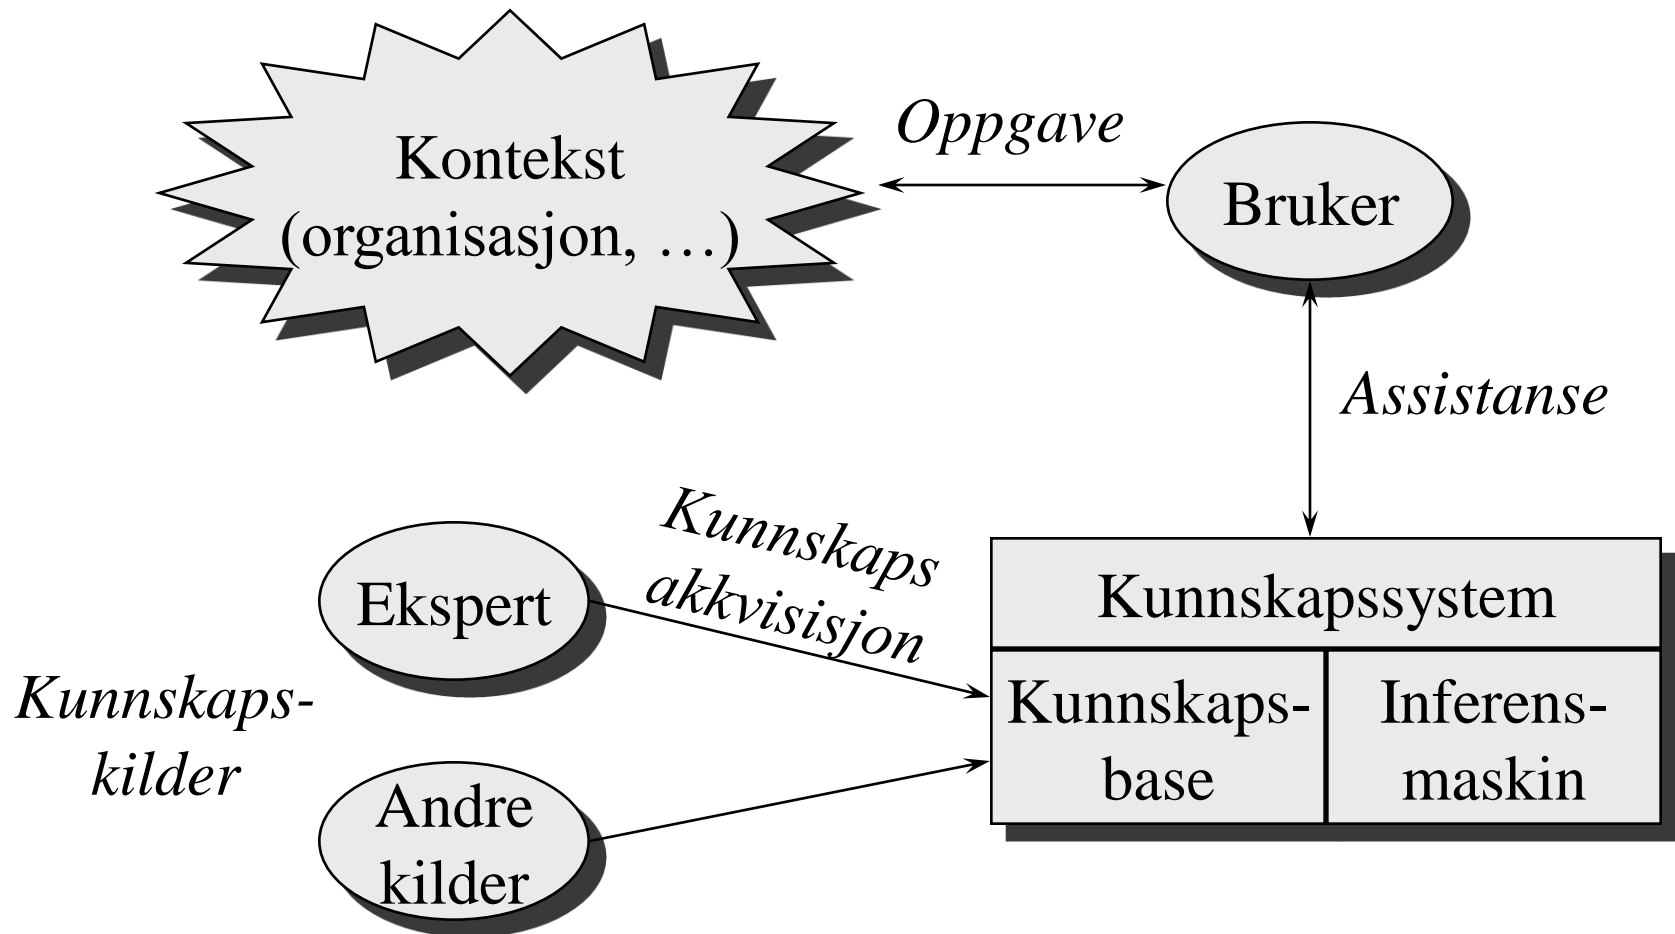 Kontekst
(organisasjon, …)
Oppgave
Bruker
Assistanse
Kunnskaps
akkvisisjon
Ekspert
Kunnskaps-
kilder
Andre
kilder
Kunnskapssystem
Kunnskaps-
base
Inferens-
maskin